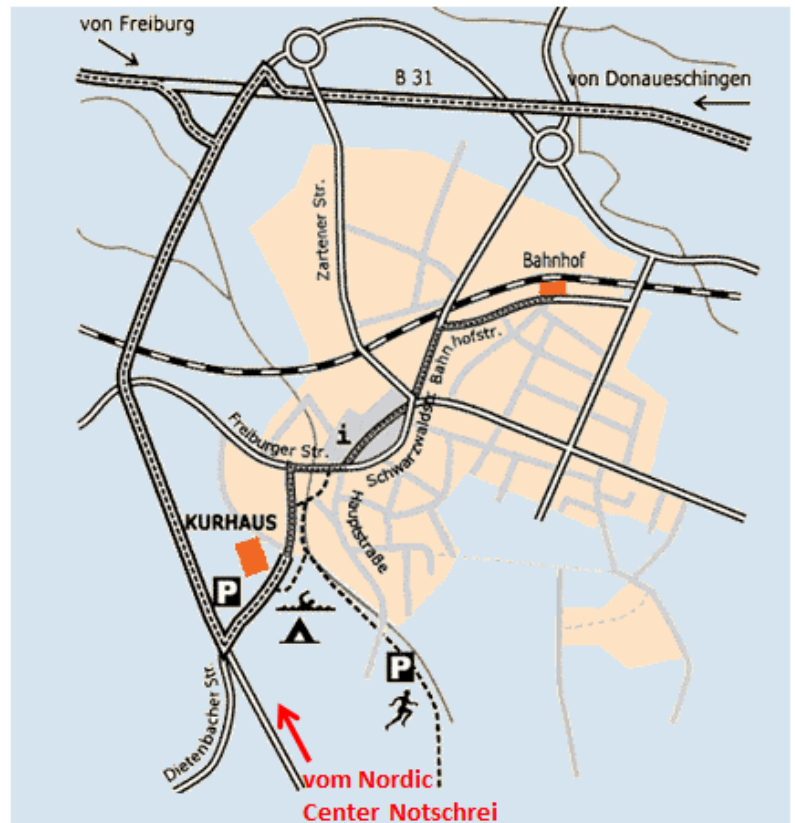 von Freiburg
B 31
von Donaueschingen
Zartener Str.
Bahnhof
Bahnhofstr.
Freiburger Str.
i
Schwarzwaldstr.
Hauptstraße
KURHAUS
P
P
Dietenbacher Str.
vom Nordic
Center Notschrei